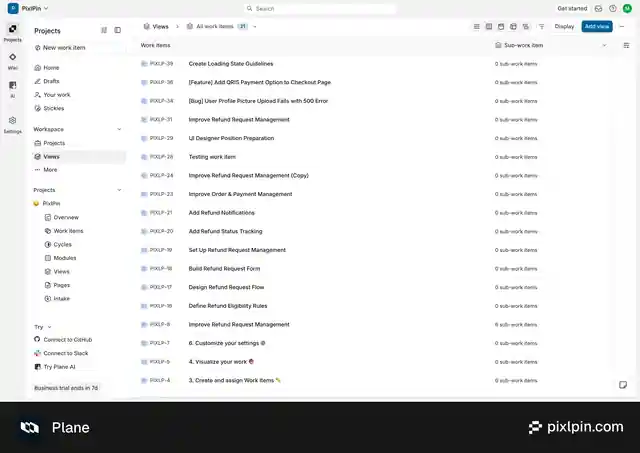 PixlPin
Search
Get started
Projects
Wiki
AI
Settings
Projects
New work item
Home
Drafts
Your work
Stickies
Workspace
Projects
Views
More
Projects
PixlPin
Overview
Work items
Cycles
Modules
Views
Pages
Intake
Try
Connect to GitHub
Connect to Slack
Try Plane AI
Business trial ends in 7d
Views
All work items 31
Display
Add view
Work items
Sub-work item
PIXLP-39 Create Loading State Guidelines 0 sub-work items
PIXLP-36 [Feature] Add QRIS Payment Option to Checkout Page 0 sub-work items
PIXLP-34 [Bug] User Profile Picture Upload Fails with 500 Error 0 sub-work items
PIXLP-31 Improve Refund Request Management 0 sub-work items
PIXLP-29 UI Designer Position Preparation 0 sub-work items
PIXLP-28 Testing work item 0 sub-work items
PIXLP-24 Improve Refund Request Management (Copy) 0 sub-work items
PIXLP-23 Improve Order & Payment Management 0 sub-work items
PIXLP-21 Add Refund Notifications 0 sub-work items
PIXLP-20 Add Refund Status Tracking 0 sub-work items
PIXLP-19 Set Up Refund Request Management 0 sub-work items
PIXLP-18 Build Refund Request Form 0 sub-work items
PIXLP-17 Design Refund Request Flow 0 sub-work items
PIXLP-16 Define Refund Eligibility Rules 0 sub-work items
Improve Refund Request Management sub-work items
PIXLP-7 6. Customize your settings 0 sub-work items
PIXLP-5 4. Visualize your work 0 sub-work items
PIXLP-4 3. Create and assign Work items 0 sub-work items
Plane
pixlpin.com